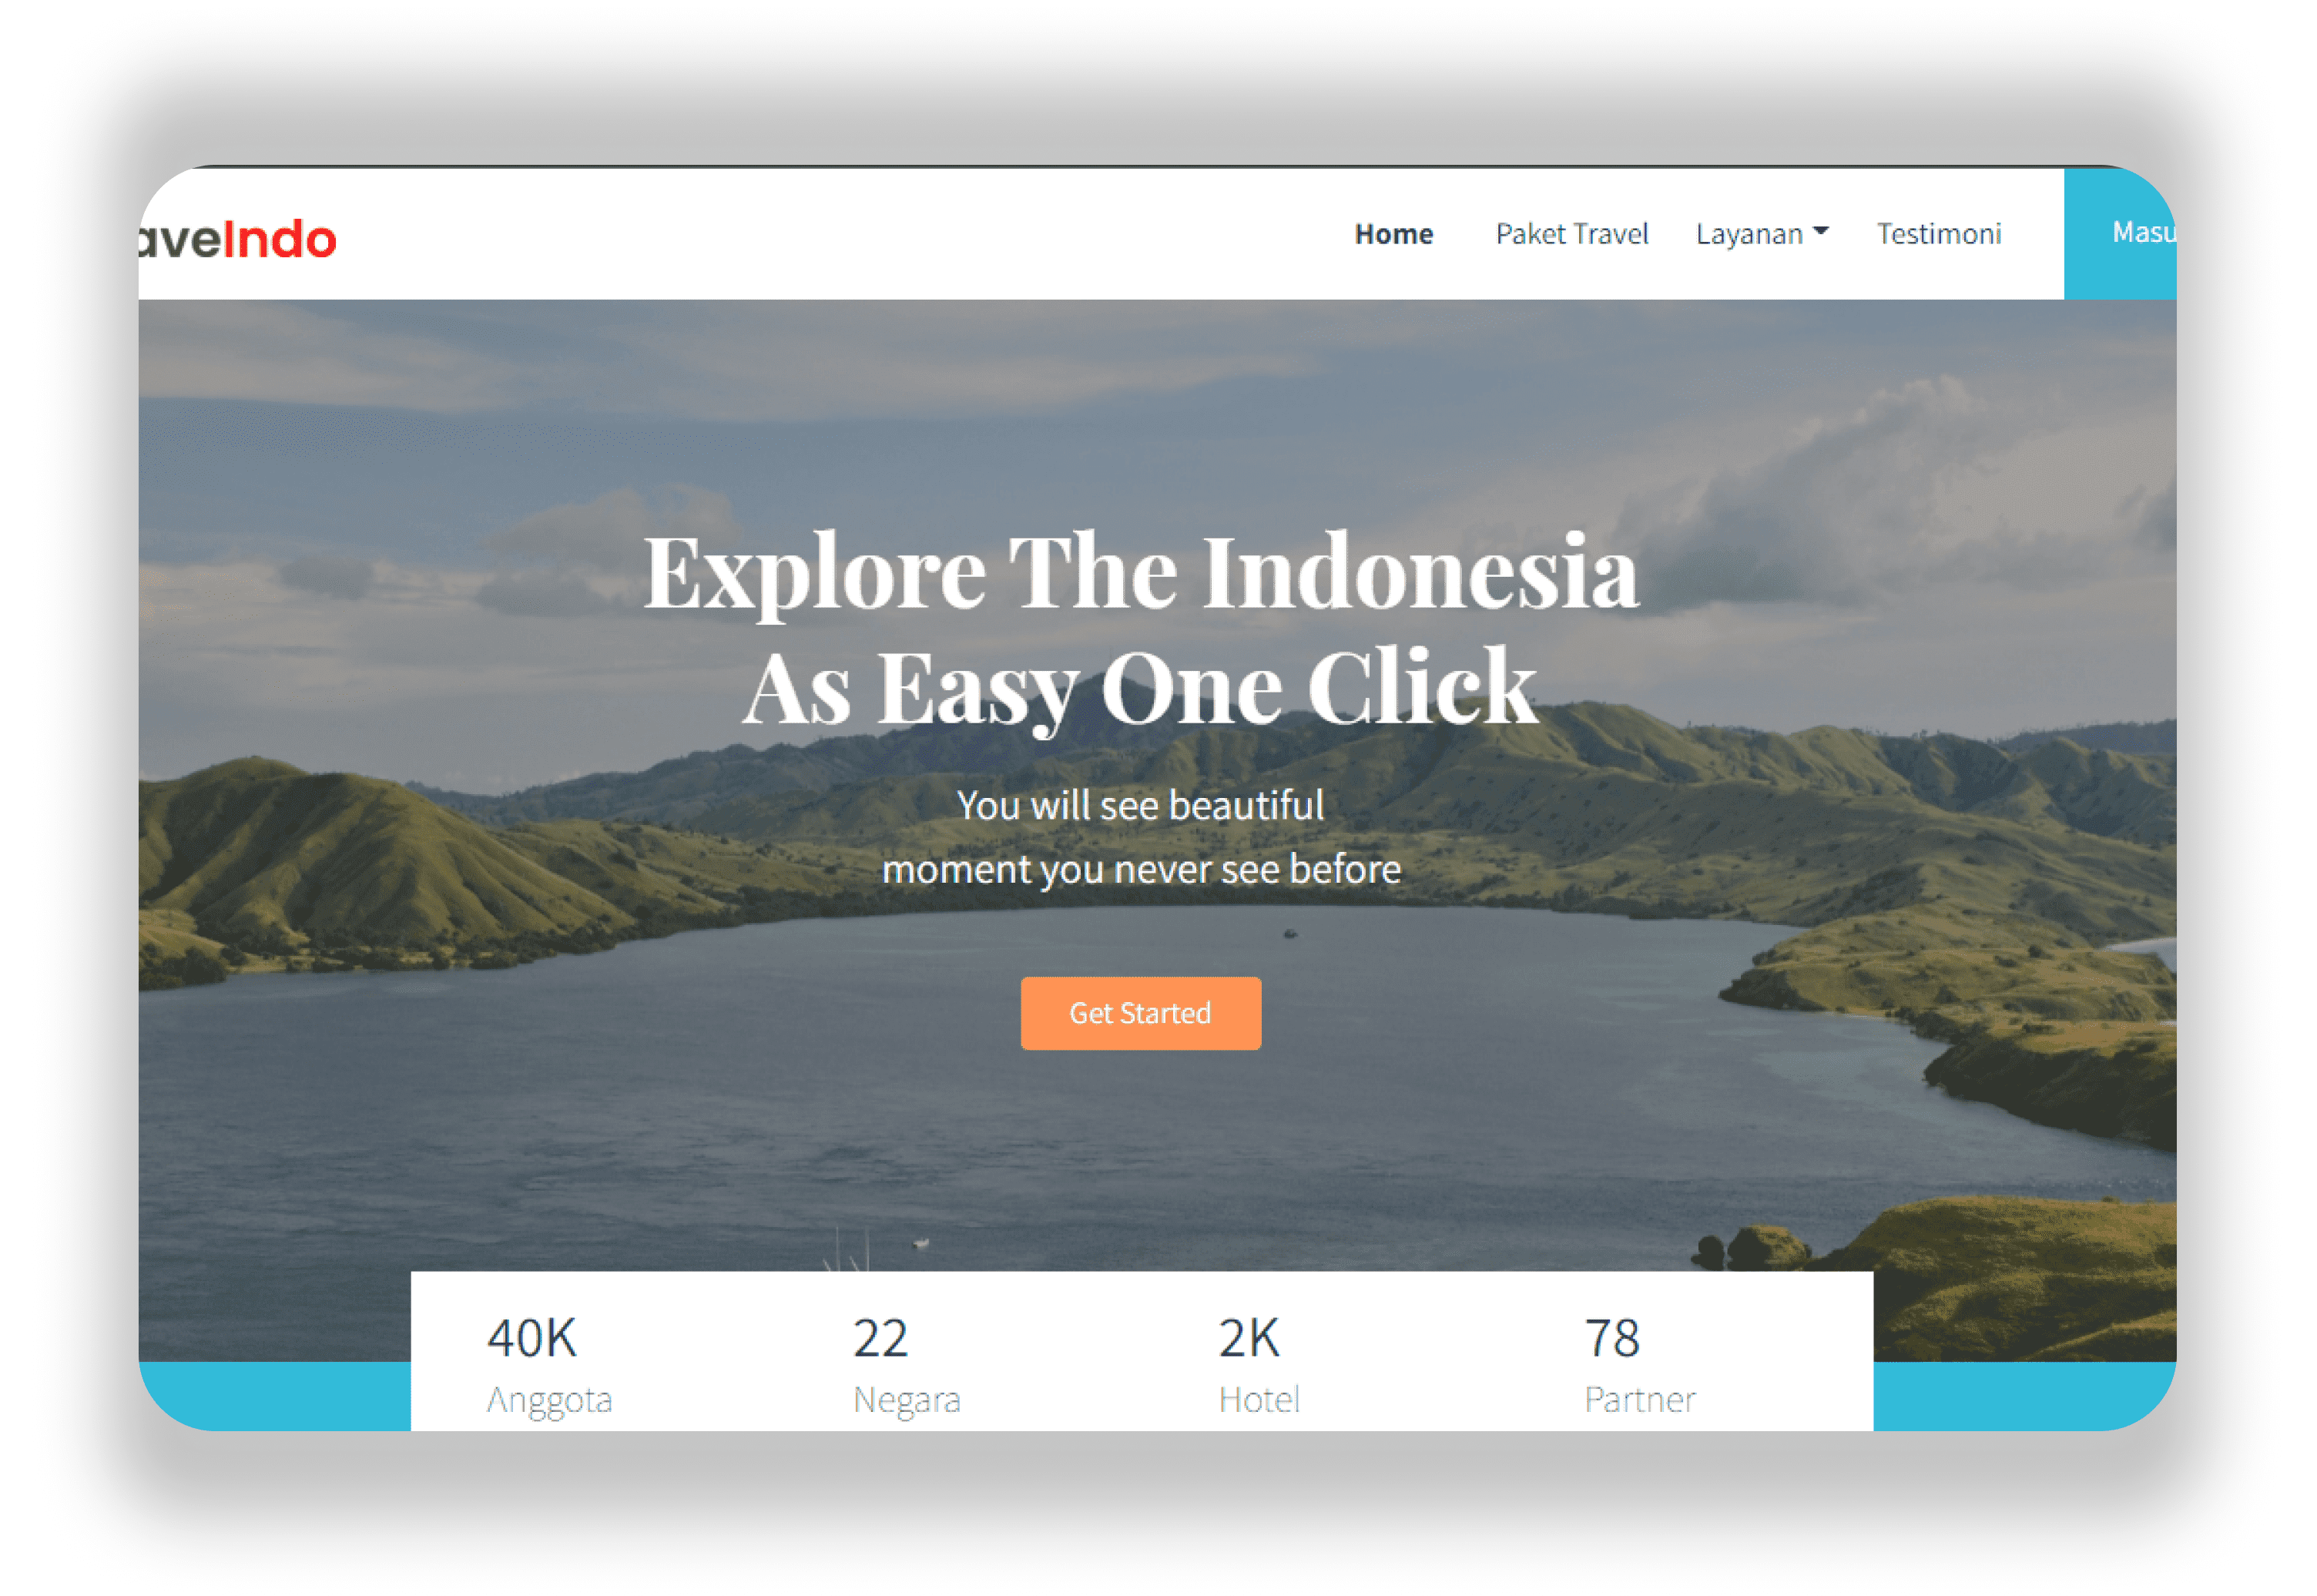 aveIndo
Home Paket Travel Layanan Testimoni Masu
Explore The Indonesia
As Easy One Click
You will see beautiful
moment you never see before
Get Started
40K 22 2K 78
Anggota Negara Hotel Partner